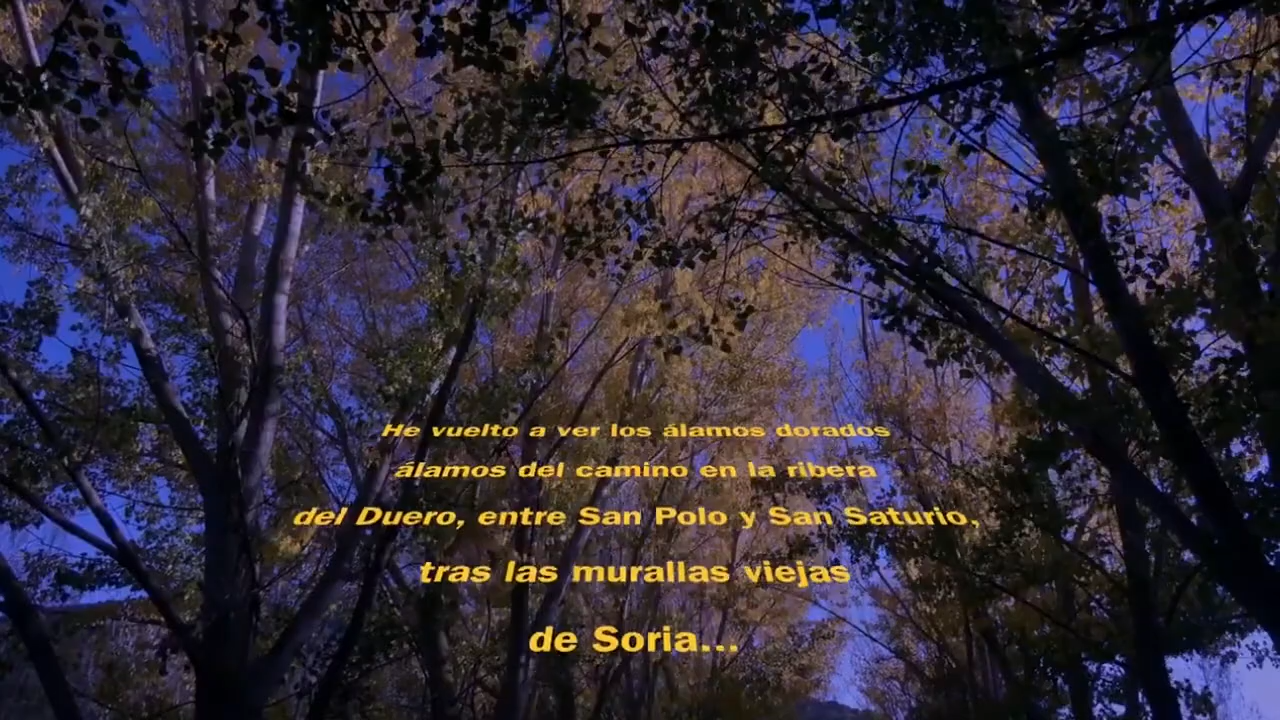 He vuelto a ver los álamos dorados
álamos del camino en la ribera
del Duero, entre San Polo y San Saturio,
tras las murallas viejas
de Soria...